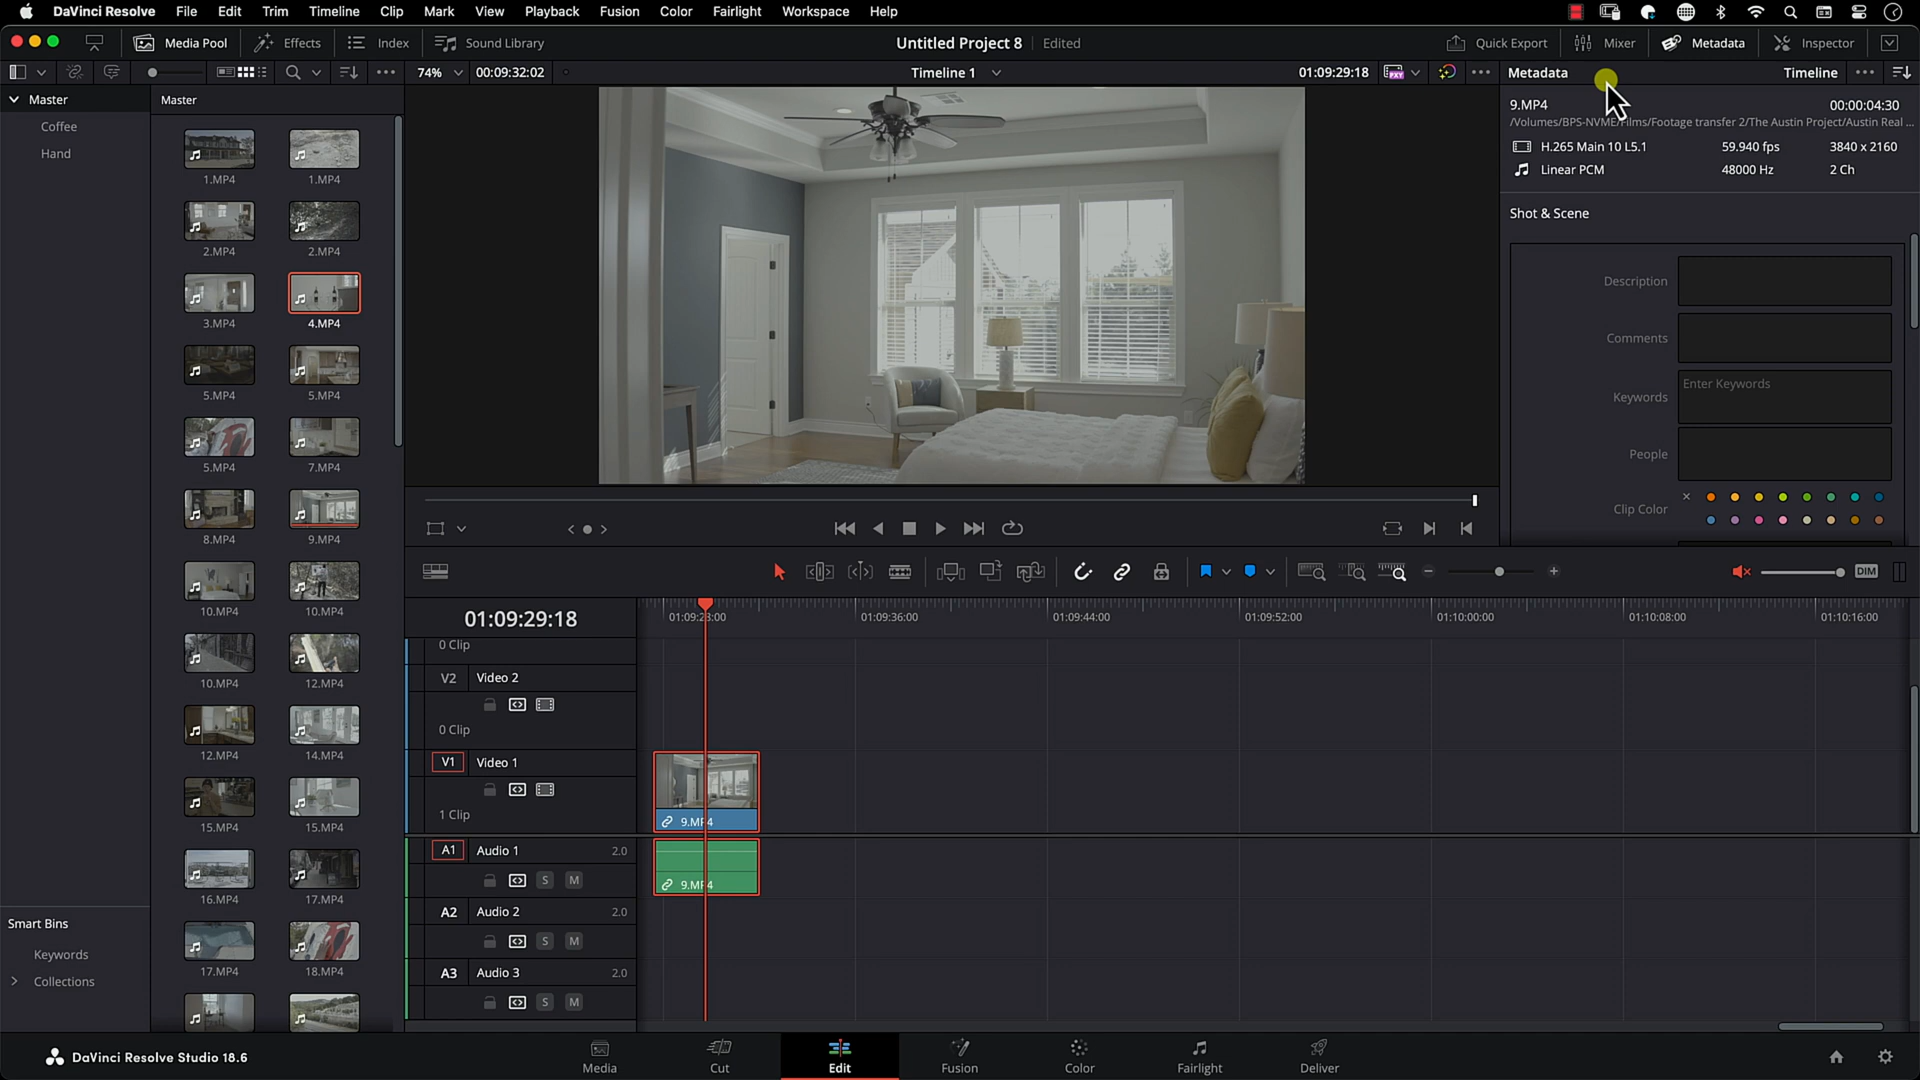 DaVinci Resolve File Edit Trim Timeline Clip Mark View Playback Fusion Color Fairlight Workspace Help
Media Pool Effects Index Sound Library Untitled Project 8 Edited Quick Export Mixer Metadata Inspector
74% 00:09:32:02 Timeline 1 01:09:29:18 PXY Metadata Timeline
Master
Coffee
Hand
Master
1.MP4 1.MP4
2.MP4 2.MP4
3.MP4 4.MP4
5.MP4 5.MP4
5.MP4 7.MP4
8.MP4 9.MP4
10.MP4 10.MP4
10.MP4 12.MP4
12.MP4 14.MP4
15.MP4 15.MP4
16.MP4 17.MP4
17.MP4 18.MP4
Smart Bins
Keywords
Collections
9.MP4 00:00:04:30
/Volumes/BPS-NVME/Films/Footage transfer 2/The Austin Project/Austin Real ...
H.265 Main 10 L5.1 59.940 fps 3840 x 2160
Linear PCM 48000 Hz 2 Ch
Shot & Scene
Description
Comments
Keywords Enter Keywords
People
Clip Color
DIM
01:09:29:18
01:09:28:00 01:09:36:00 01:09:44:00 01:09:52:00 01:10:00:00 01:10:08:00 01:10:16:00
0 Clip
V2 Video 2
0 Clip
V1 Video 1
1 Clip
9.MP4
A1 Audio 1 2.0
S M
9.MP4
A2 Audio 2 2.0
S M
A3 Audio 3 2.0
S M
DaVinci Resolve Studio 18.6
Media Cut Edit Fusion Color Fairlight Deliver